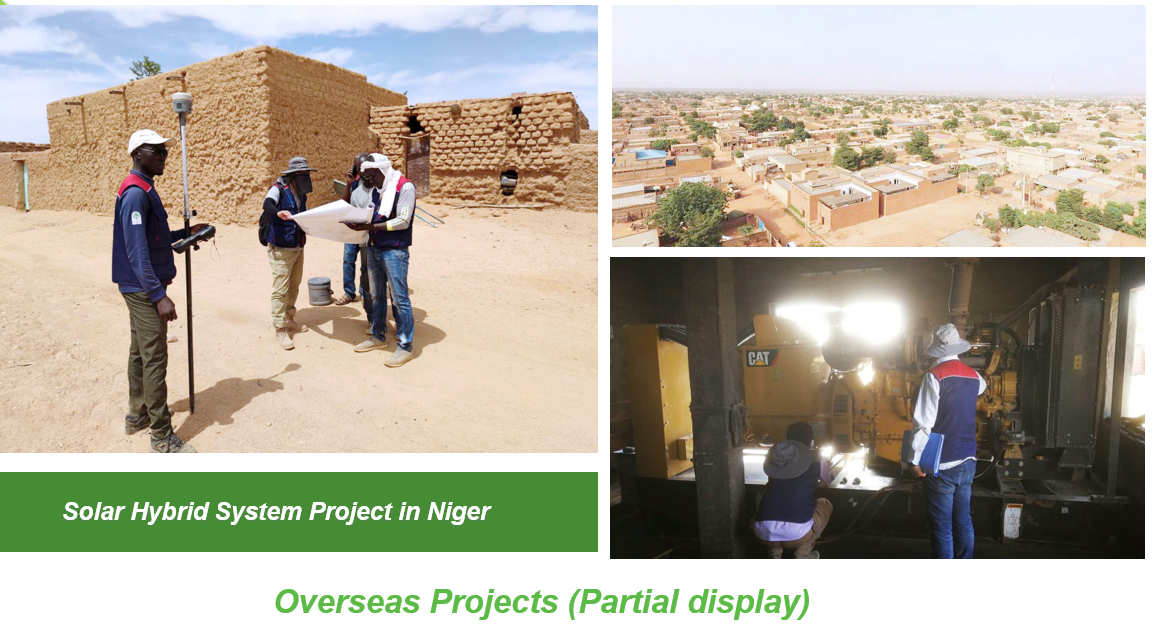 CAT
Solar Hybrid System Project in Niger
Overseas Projects (Partial display)